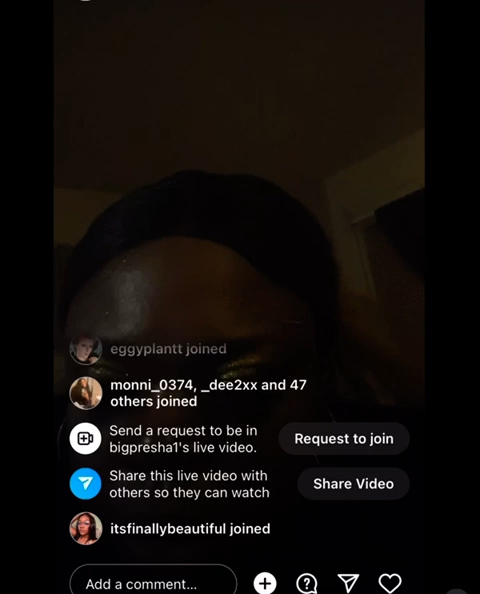 eggyplantt joined
monni_0374, _dee2xx and 47
others joined
Send a request to be in
bigpresha1's live video.
Request to join
Share this live video with
others so they can watch
Share Video
itsfinallybeautiful joined
Add a comment...